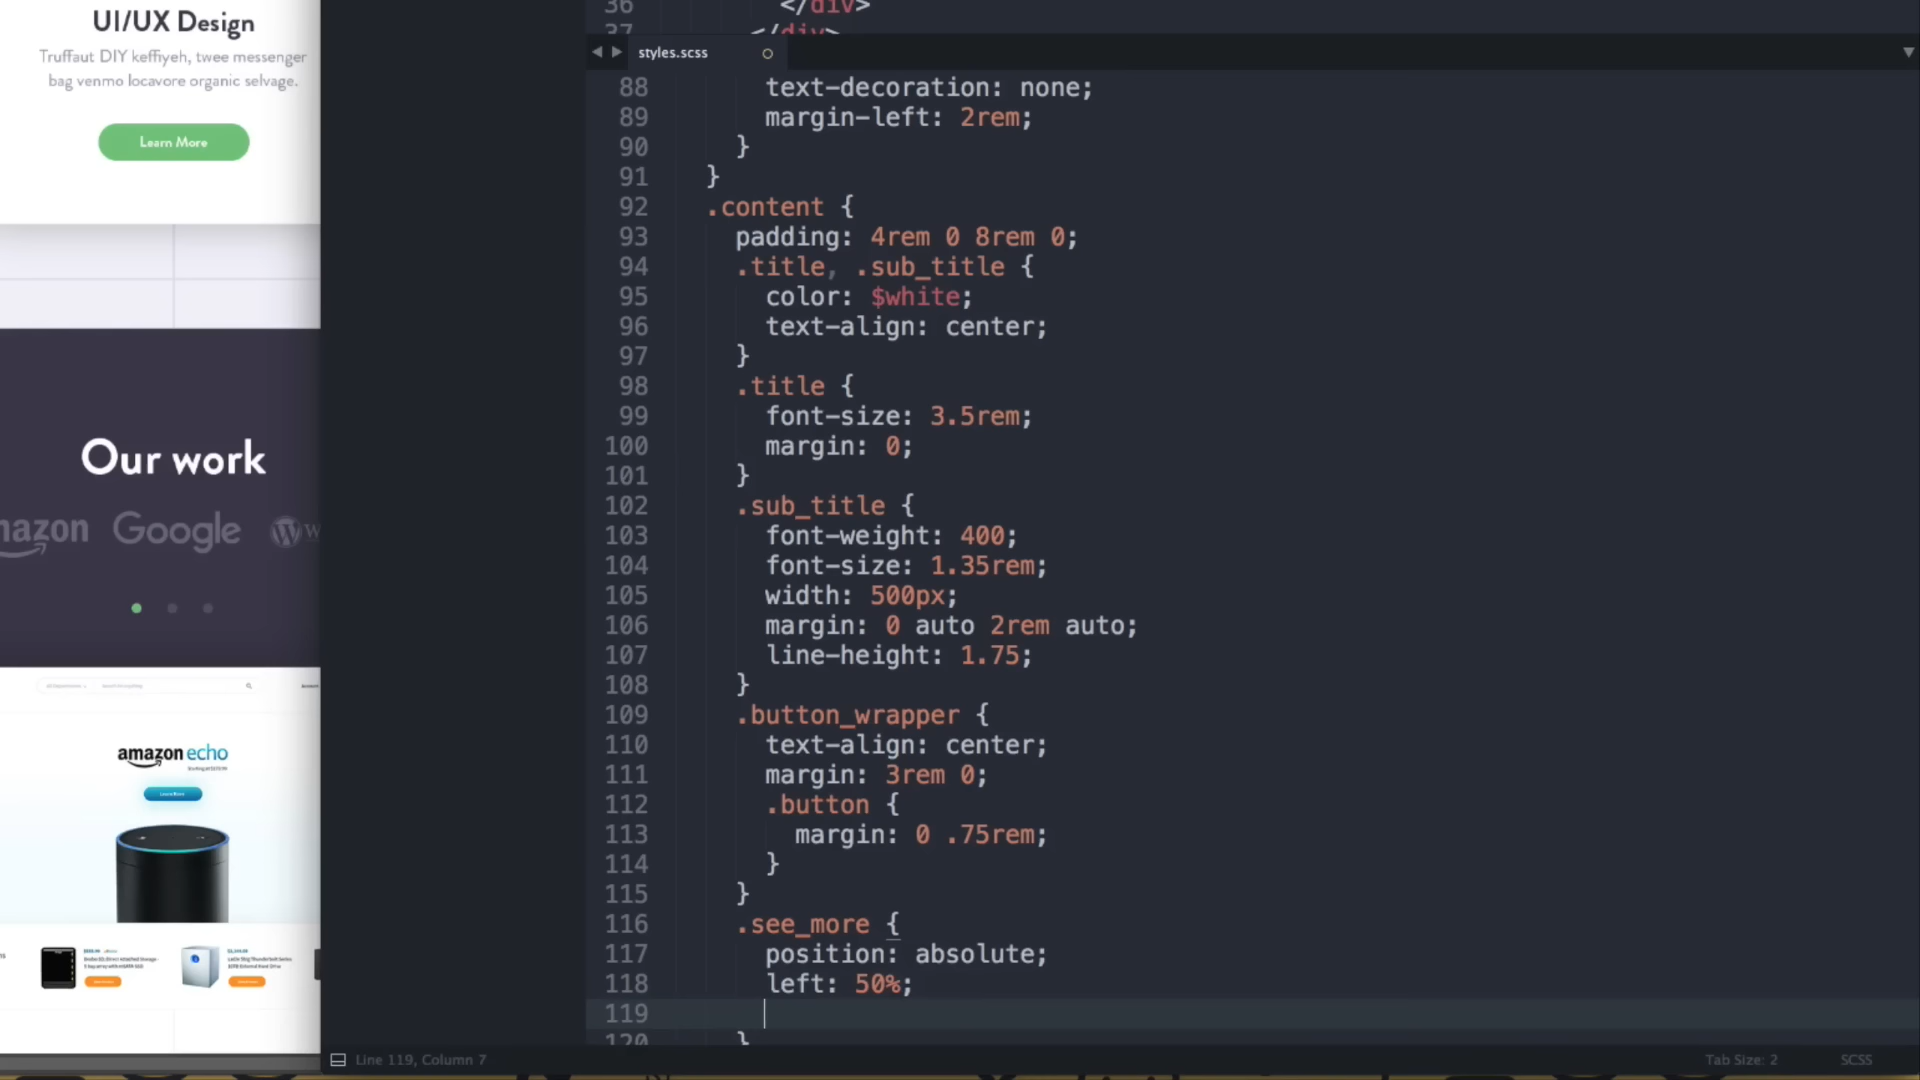 UI/UX Design
Truffaut DIY keffiyeh, twee messenger
bag venmo locavore organic selvage.
Learn More
Our work
mazon Google W
amazon echo
36 </div>
37 </div>
styles.scss
88 text-decoration: none;
89 margin-left: 2rem;
90 }
91 }
92 .content {
93 padding: 4rem 0 8rem 0;
94 .title, .sub_title {
95 color: $white;
96 text-align: center;
97 }
98 .title {
99 font-size: 3.5rem;
100 margin: 0;
101 }
102 .sub_title {
103 font-weight: 400;
104 font-size: 1.35rem;
105 width: 500px;
106 margin: 0 auto 2rem auto;
107 line-height: 1.75;
108 }
109 .button_wrapper {
110 text-align: center;
111 margin: 3rem 0;
112 .button {
113 margin: 0 .75rem;
114 }
115 }
116 .see_more {
117 position: absolute;
118 left: 50%;
119
120 }
Line 119, Column 7
Tab Size: 2 SCSS